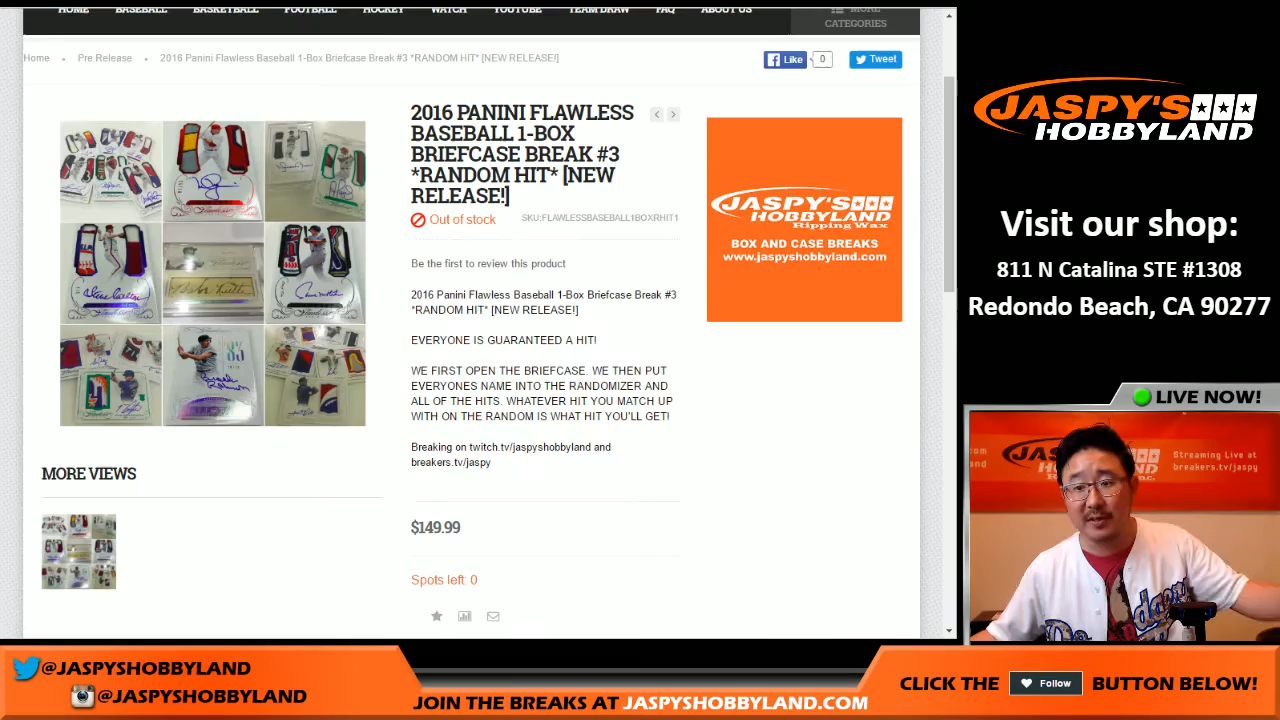 HOME BASEBALL BASKETBALL FOOTBALL HOCKEY WATCH YOUTUBE TEAM DRAW FAQ ABOUT US MORE
CATEGORIES
Home • Pre Release • 2016 Panini Flawless Baseball 1-Box Briefcase Break #3 *RANDOM HIT* [NEW RELEASE!]
Like 0 Tweet
2016 PANINI FLAWLESS
BASEBALL 1-BOX
BRIEFCASE BREAK #3
*RANDOM HIT* [NEW
RELEASE!]
Out of stock SKU:FLAWLESSBASEBALL1BOXRHIT1
Be the first to review this product
2016 Panini Flawless Baseball 1-Box Briefcase Break #3
*RANDOM HIT* [NEW RELEASE!]
EVERYONE IS GUARANTEED A HIT!
WE FIRST OPEN THE BRIEFCASE. WE THEN PUT
EVERYONES NAME INTO THE RANDOMIZER AND
ALL OF THE HITS. WHATEVER HIT YOU MATCH UP
WITH ON THE RANDOM IS WHAT HIT YOU'LL GET!
Breaking on twitch.tv/jaspyshobbyland and
breakers.tv/jaspy
$149.99
Spots left: 0
MORE VIEWS
JASPY'S
HOBBYLAND
Ripping Wax
BOX AND CASE BREAKS
www.jaspyshobbyland.com
JASPY'S
HOBBYLAND
Visit our shop:
811 N Catalina STE #1308
Redondo Beach, CA 90277
LIVE NOW!
Streaming Live at
breakers.tv/jaspy
@JASPYSHOBBYLAND
@JASPYSHOBBYLAND
JOIN THE BREAKS AT JASPYSHOBBYLAND.COM
CLICK THE Follow BUTTON BELOW!